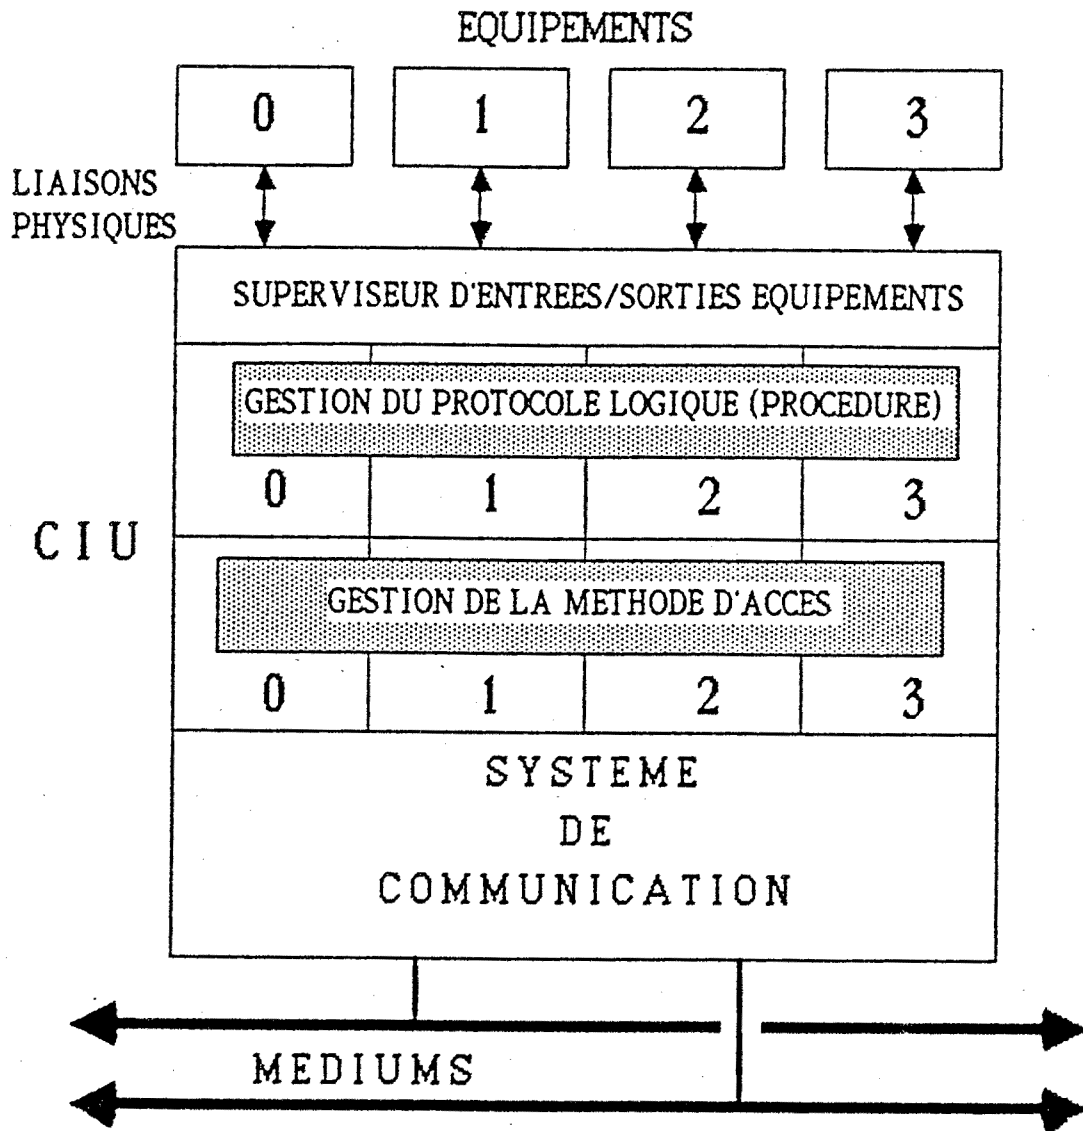 EQUIPEMENTS
0 1 2 3
LIAISONS
PHYSIQUES
SUPERVISEUR D'ENTREES/SORTIES EQUIPEMENTS
GESTION DU PROTOCOLE LOGIQUE (PROCEDURE)
0 1 2 3
CIU
GESTION DE LA METHODE D'ACCES
0 1 2 3
SYSTEME
DE
COMMUNICATION
MEDIUMS